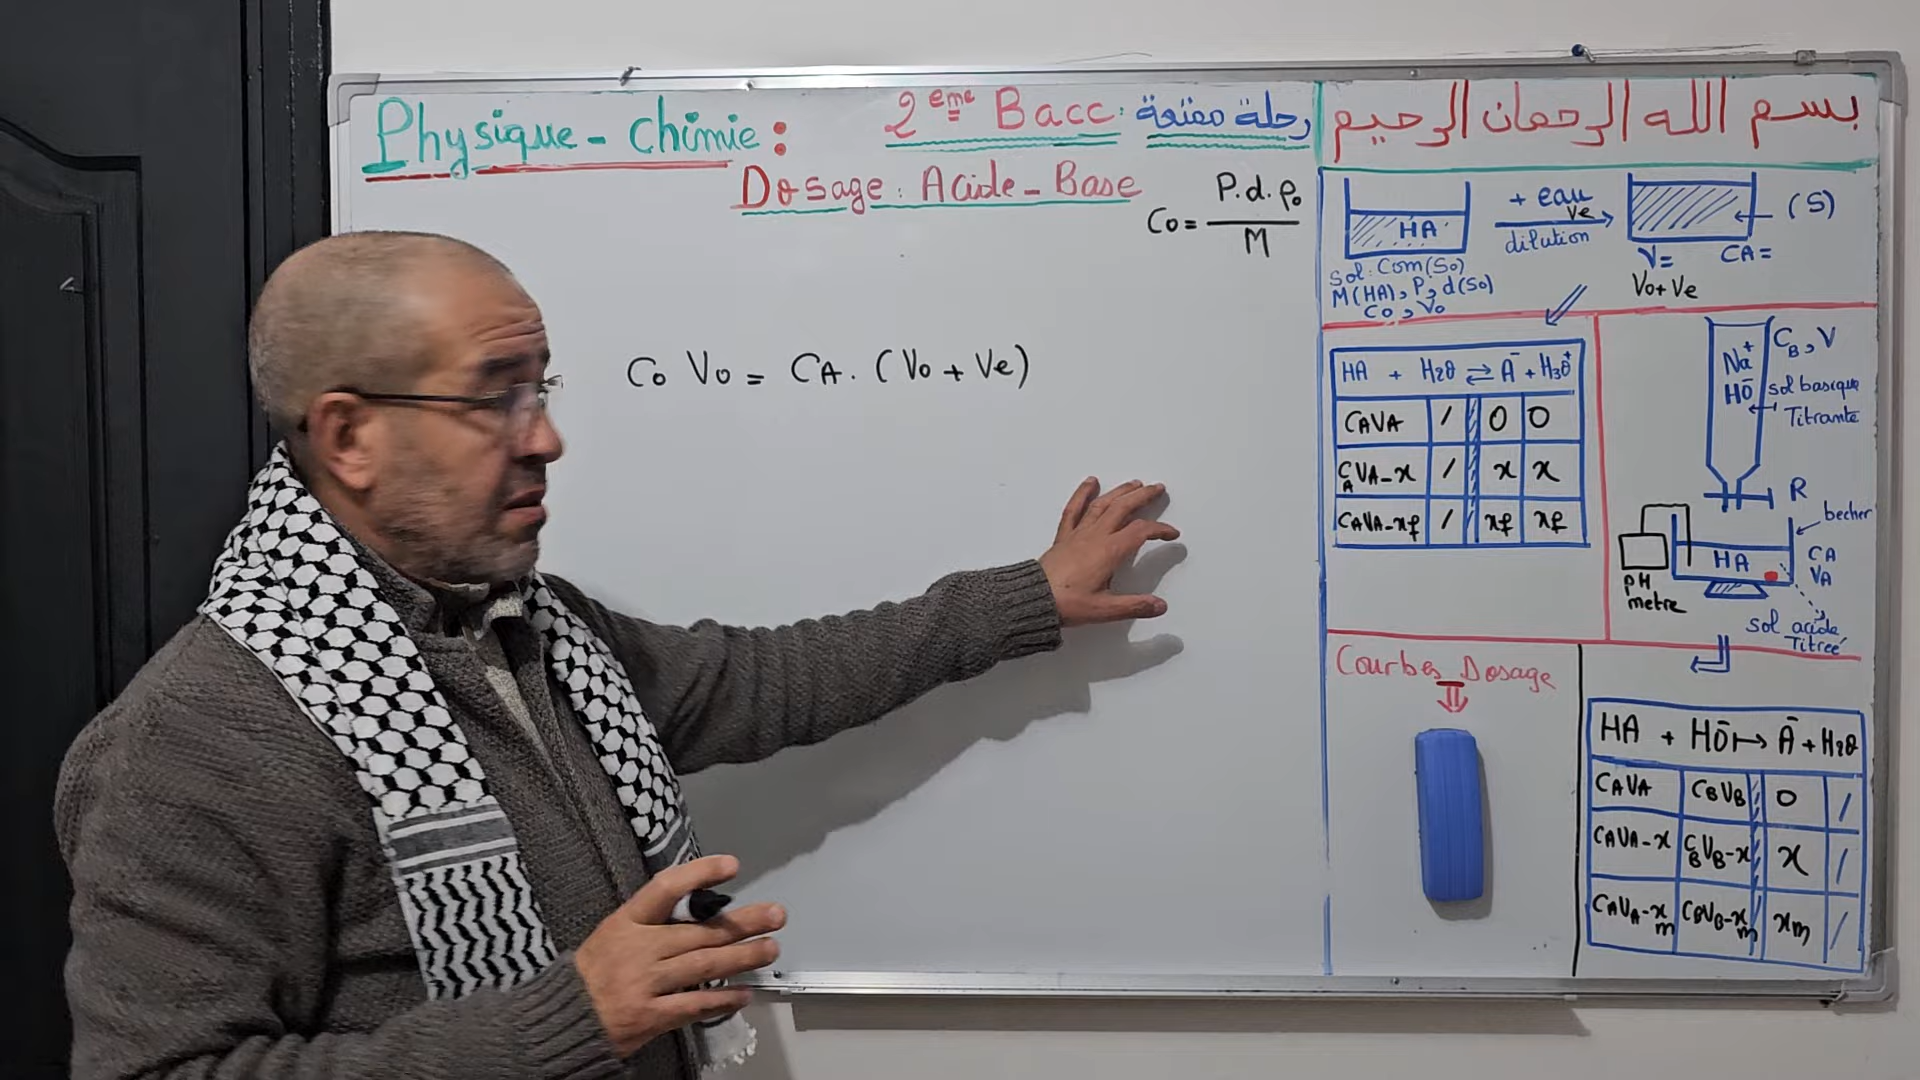 Physique - Chimie :
2eme Bacc : رحلة ممتعة
بسم الله الرحمان الرحيم
Dosage : Acide - Base
Co = P.d.ρ₀ / M
HA
+ eau
Ve
dilution
(S)
Sol : Com (So)
M(HA), P, d(So)
Co, Vo
V =
Vo + Ve
CA =
Co Vo = CA . (Vo + Ve)
HA + H₂O ⇌ A⁻ + H₃O⁺
CAVA / 0 0
CAVA - x / x x
CAVA - xf / xf xf
Na⁺
HO⁻
CB, V
sol basique
Titrante
R
becher
HA
CA
VA
pH
metre
sol acide
Titrée
Courbes Dosage
HA + HO⁻ → A⁻ + H₂O
CAVA CBVB 0 /
CAVA - x CBVB - x x /
CAVA - xm CBVB - xm xm /